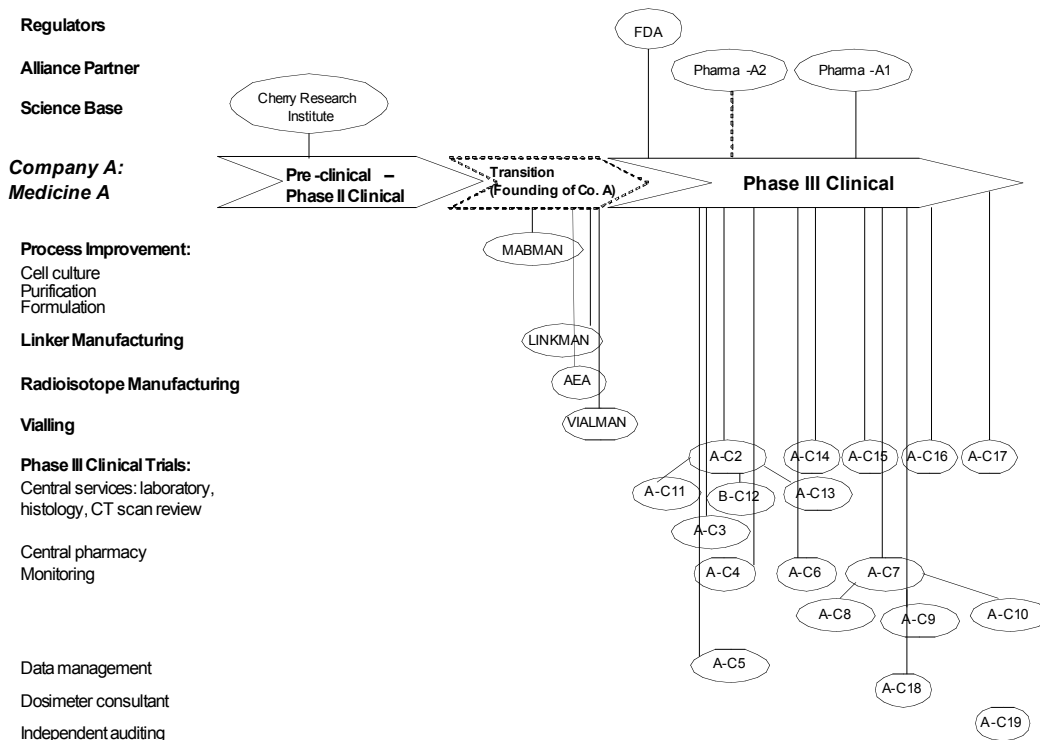 Regulators
FDA
Alliance Partner
Pharma -A2
Pharma -A1
Science Base
Cherry Research
Institute
Company A:
Medicine A
Pre -clinical –
Phase II Clinical
Transition
(Founding of Co. A)
Phase III Clinical
Process Improvement:
MABMAN
Cell culture
Purification
Formulation
Linker Manufacturing
LINKMAN
Radioisotope Manufacturing
AEA
Vialling
VIALMAN
Phase III Clinical Trials:
A-C2
A-C14
A-C15
A-C16
A-C17
Central services: laboratory,
histology, CT scan review
A-C11
B-C12
A-C13
A-C3
Central pharmacy
Monitoring
A-C4
A-C6
A-C7
A-C8
A-C9
A-C10
Data management
A-C5
Dosimeter consultant
A-C18
Independent auditing
A-C19